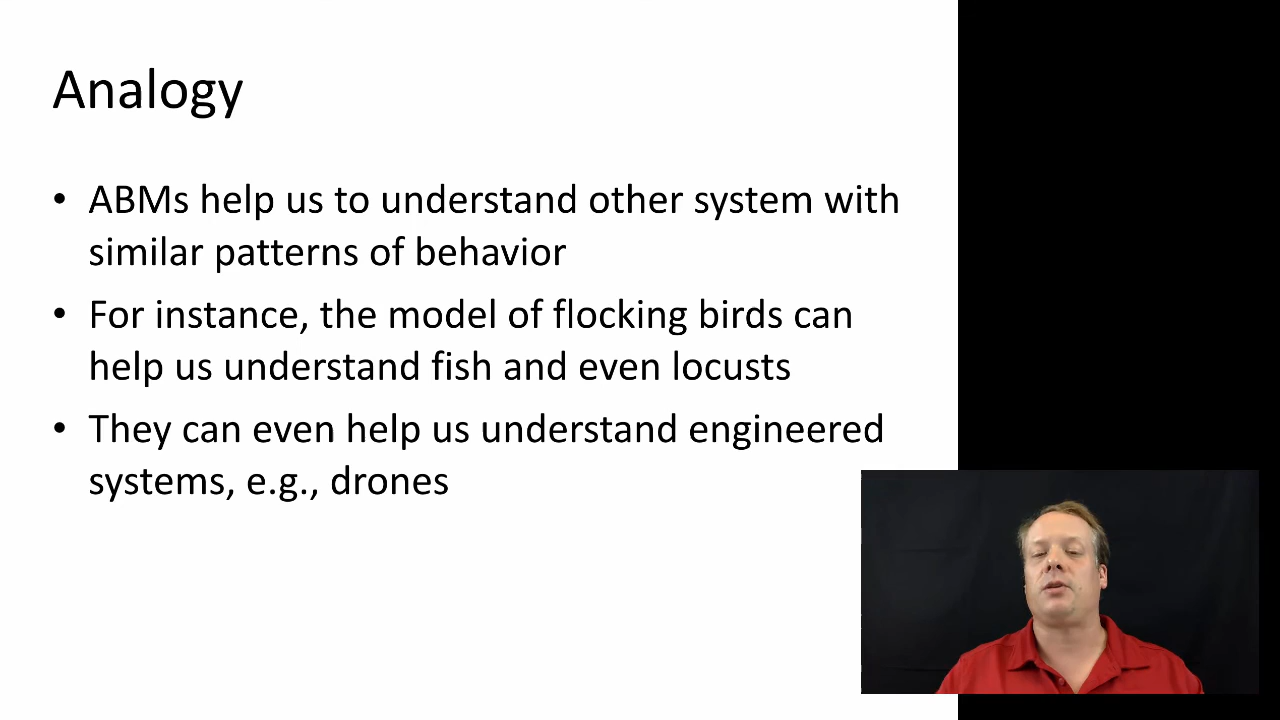 Analogy
• ABMs help us to understand other system with
similar patterns of behavior
• For instance, the model of flocking birds can
help us understand fish and even locusts
• They can even help us understand engineered
systems, e.g., drones